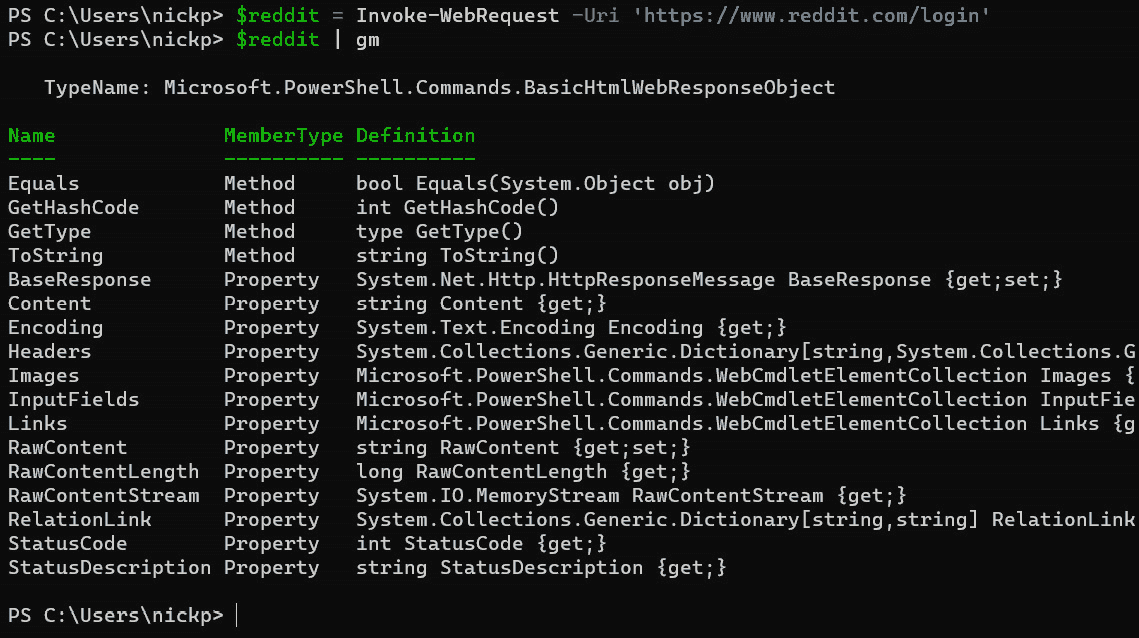 PS C:\Users\nickp> $reddit = Invoke-WebRequest -Uri 'https://www.reddit.com/login'
PS C:\Users\nickp> $reddit | gm
TypeName: Microsoft.PowerShell.Commands.BasicHtmlWebResponseObject
Name MemberType Definition
---- ---------- ----------
Equals Method bool Equals(System.Object obj)
GetHashCode Method int GetHashCode()
GetType Method type GetType()
ToString Method string ToString()
BaseResponse Property System.Net.Http.HttpResponseMessage BaseResponse {get;set;}
Content Property string Content {get;}
Encoding Property System.Text.Encoding Encoding {get;}
Headers Property System.Collections.Generic.Dictionary[string,System.Collections.G
Images Property Microsoft.PowerShell.Commands.WebCmdletElementCollection Images {
InputFields Property Microsoft.PowerShell.Commands.WebCmdletElementCollection InputFie
Links Property Microsoft.PowerShell.Commands.WebCmdletElementCollection Links {g
RawContent Property string RawContent {get;set;}
RawContentLength Property long RawContentLength {get;}
RawContentStream Property System.IO.MemoryStream RawContentStream {get;}
RelationLink Property System.Collections.Generic.Dictionary[string,string] RelationLink
StatusCode Property int StatusCode {get;}
StatusDescription Property string StatusDescription {get;}
PS C:\Users\nickp>